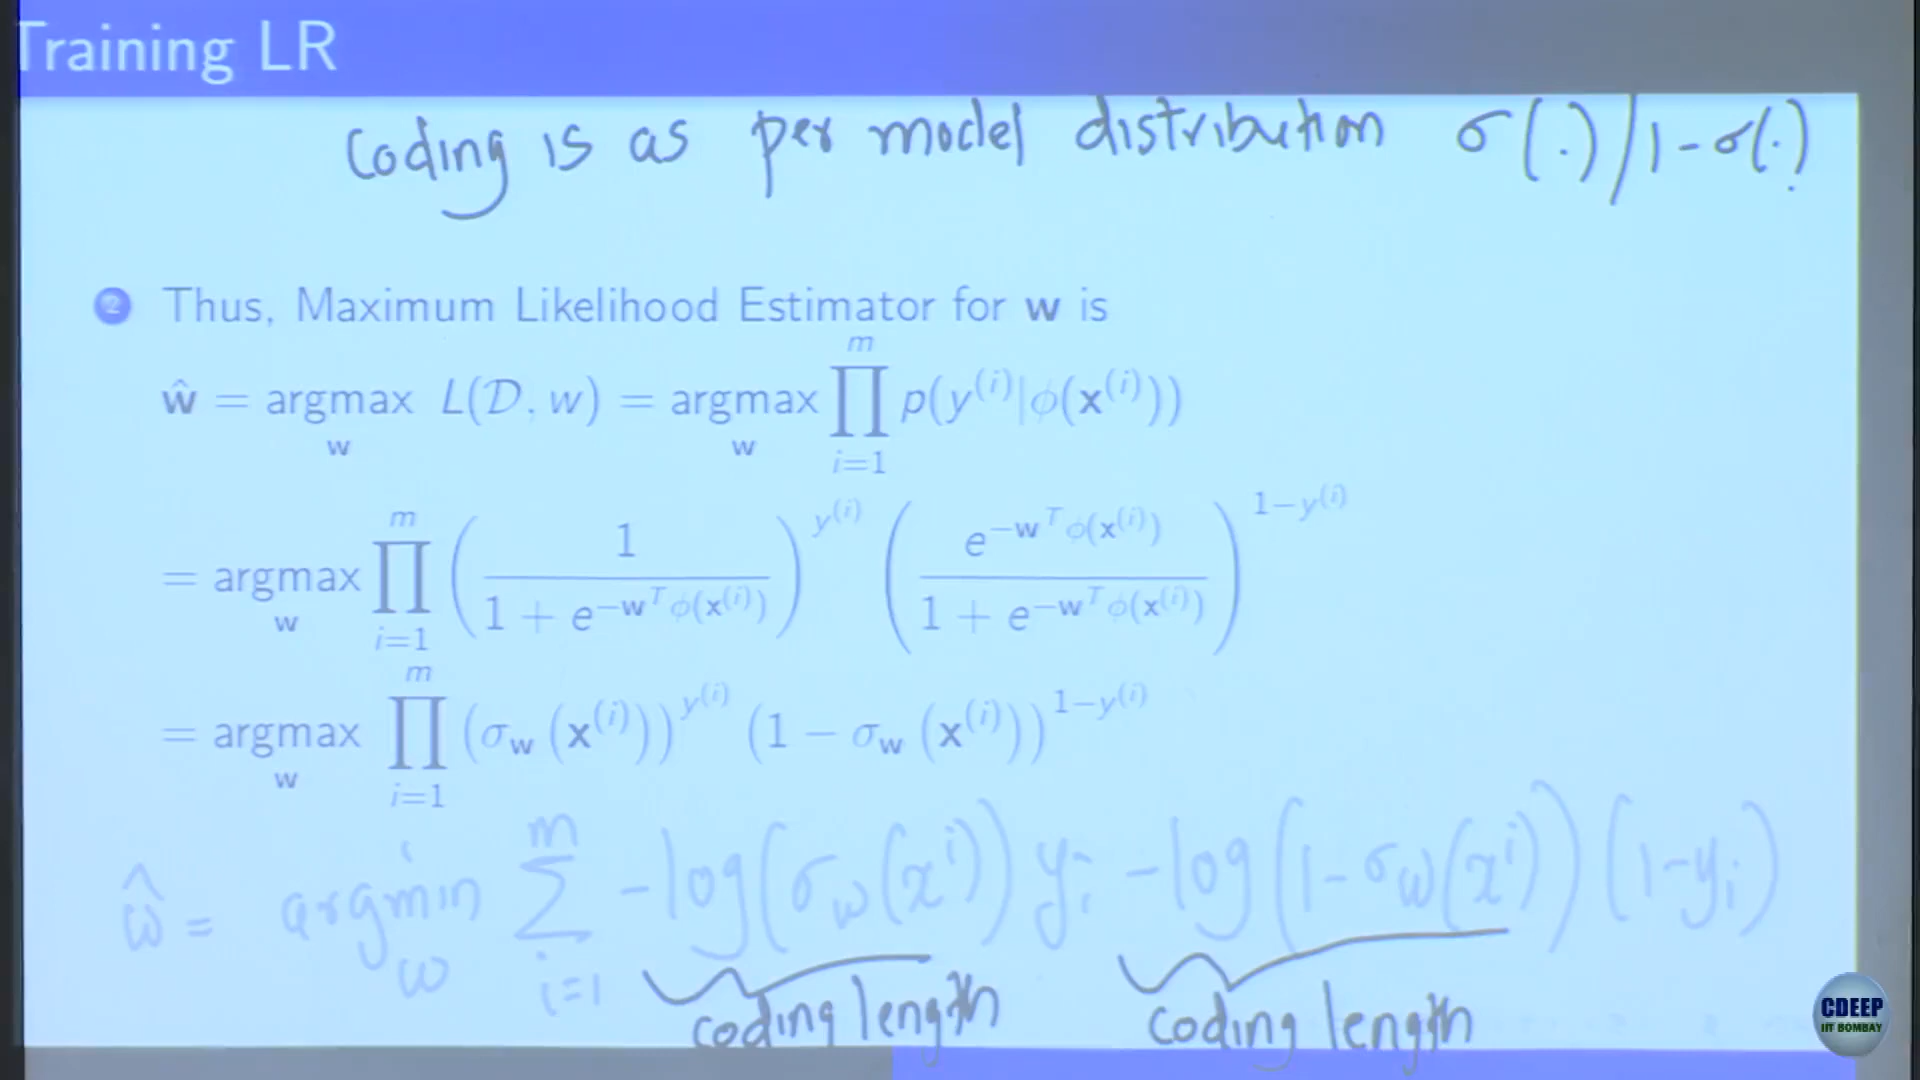 Training LR
Coding is as per model distribution σ(.)/1-σ(.)
2 Thus, Maximum Likelihood Estimator for w is
ŵ = argmax_w L(D, w) = argmax_w ∏_{i=1}^{m} p(y^(i)|φ(x^(i)))
= argmax_w ∏_{i=1}^{m} (1 / (1 + e^{-w^T φ(x^(i))}))^{y^(i)} (e^{-w^T φ(x^(i))} / (1 + e^{-w^T φ(x^(i))}))^{1-y^(i)}
= argmax_w ∏_{i=1}^{m} (σ_w (x^(i)))^{y^(i)} (1 − σ_w (x^(i)))^{1-y^(i)}
ŵ = argmin_w ∑_{i=1}^{m} -log(σ_w(x^i)) y_i -log(1-σ_w(x^i)) (1-y_i)
coding length coding length
CDEEP
IIT BOMBAY